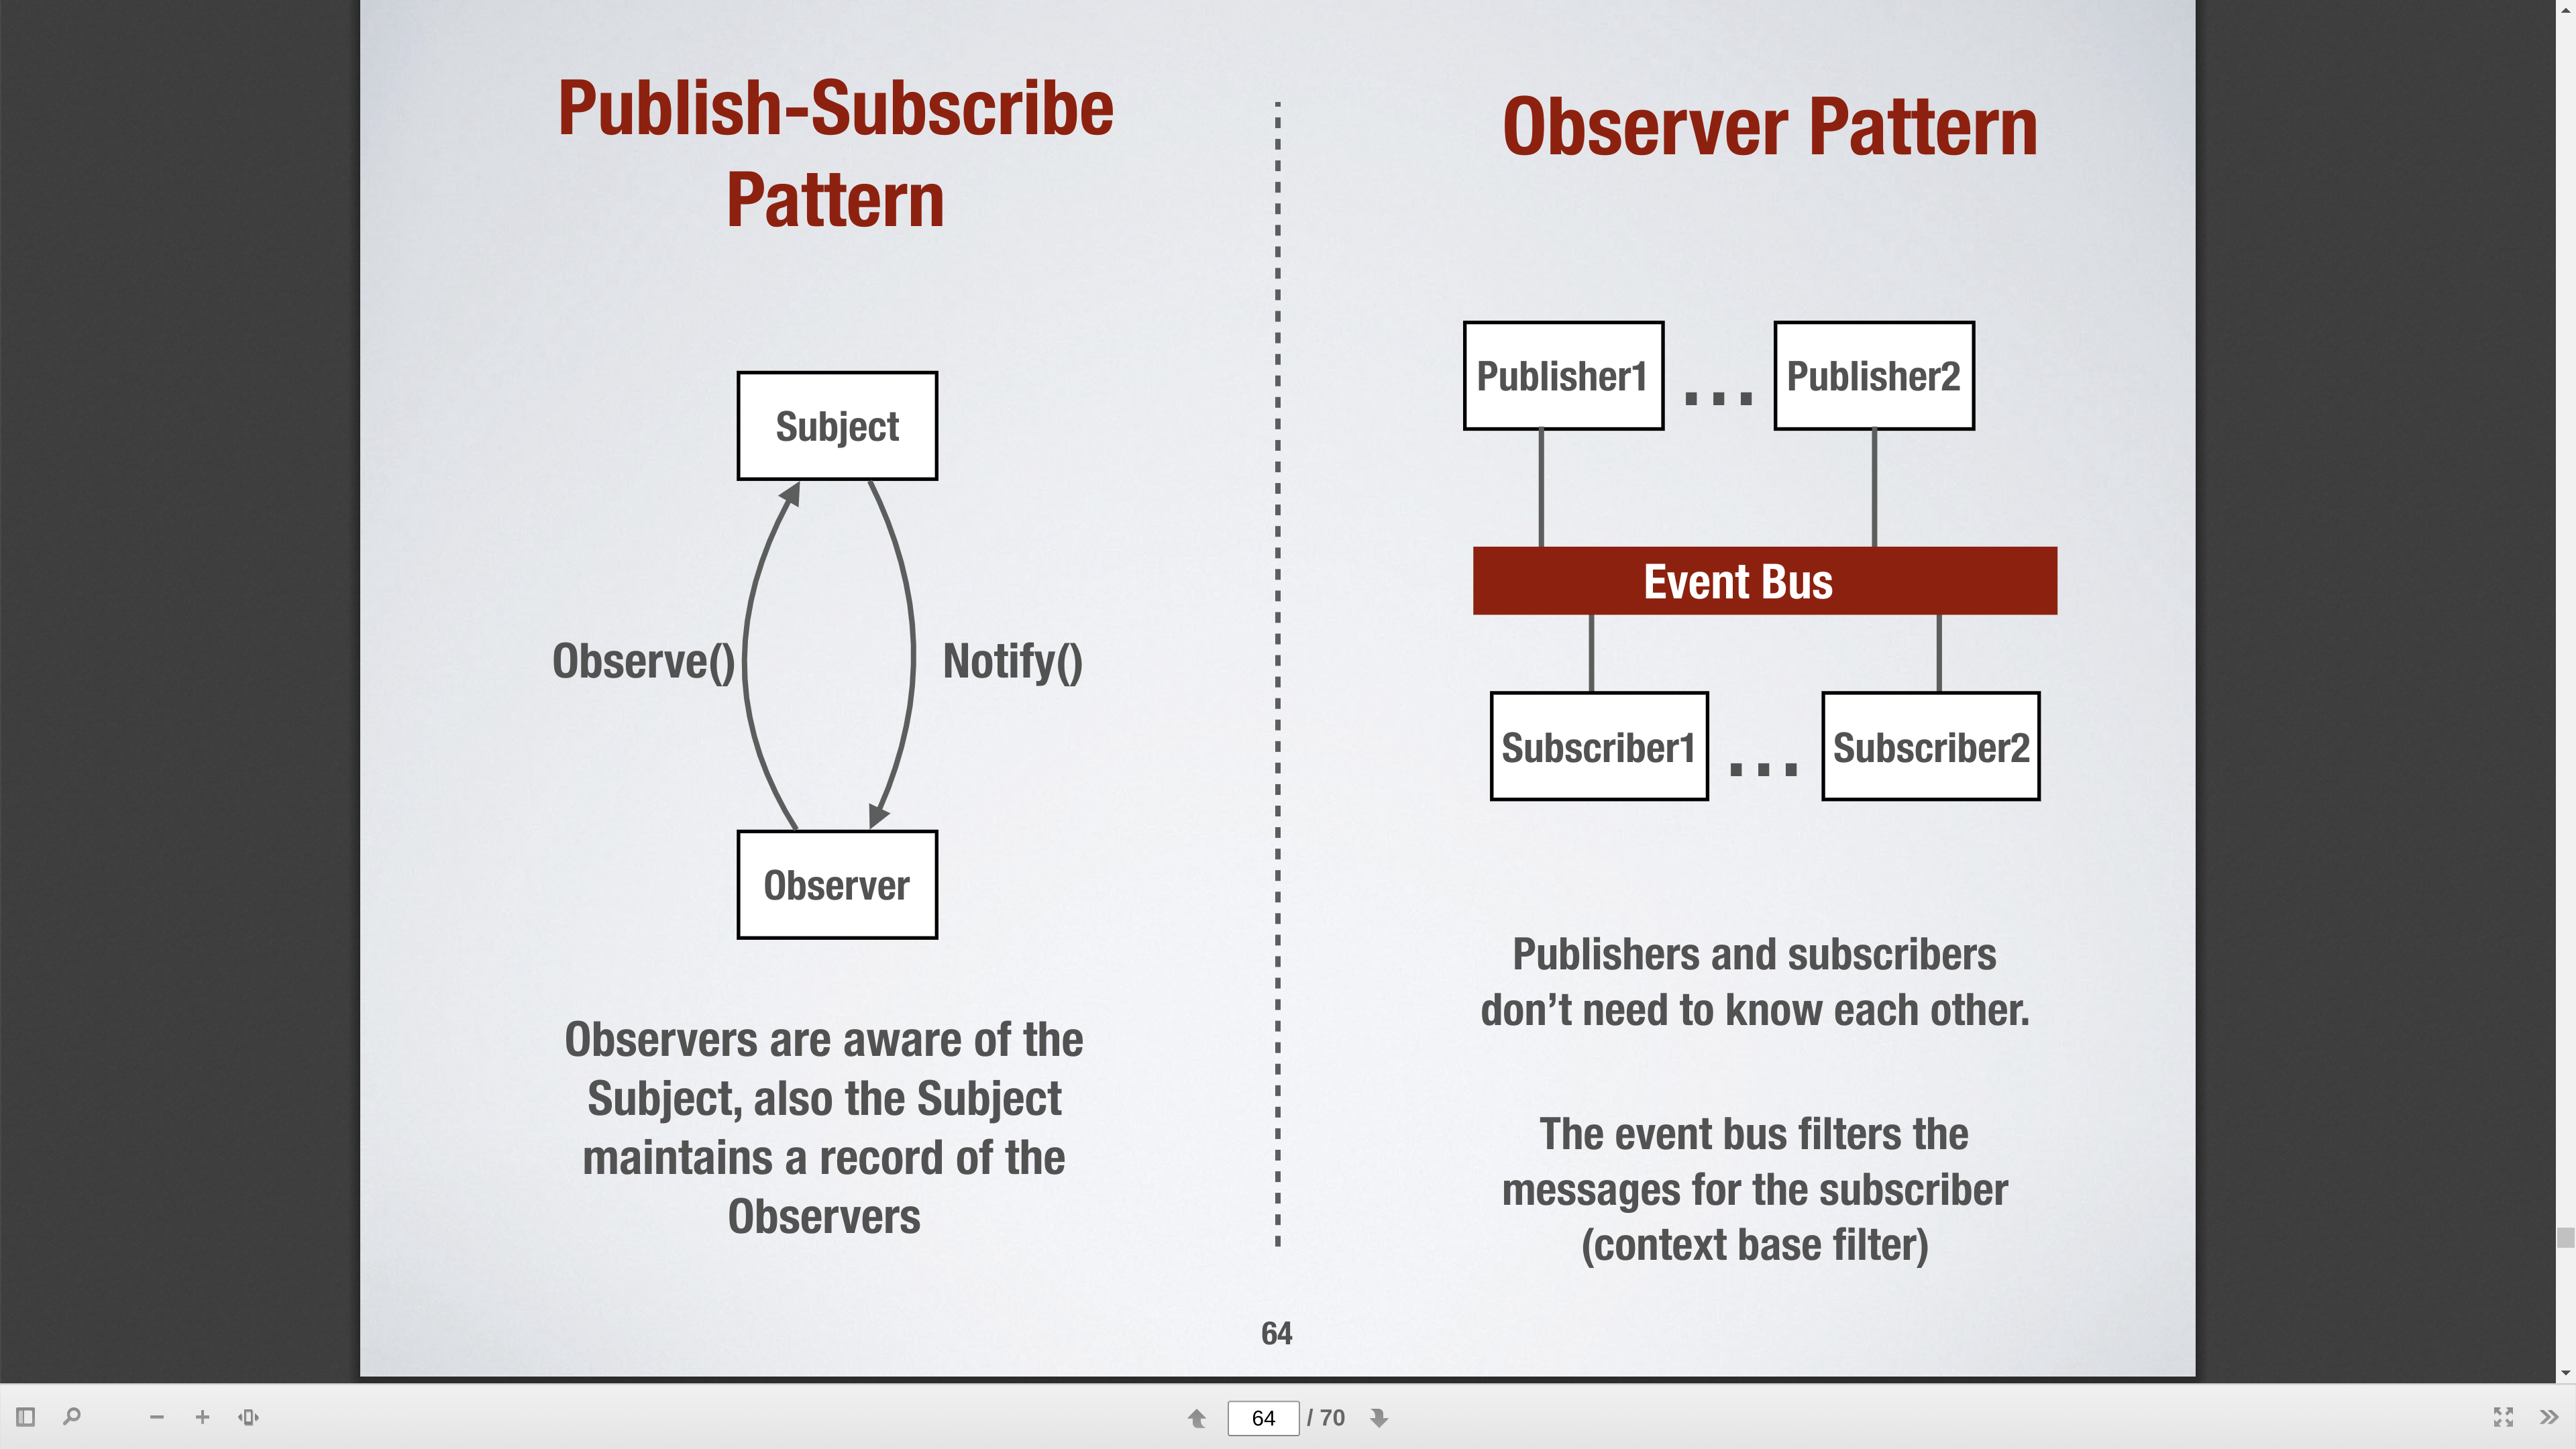 Publish-Subscribe
Pattern
Subject
Observe()
Notify()
Observer
Observers are aware of the
Subject, also the Subject
maintains a record of the
Observers
Observer Pattern
Publisher1
...
Publisher2
Event Bus
Subscriber1
...
Subscriber2
Publishers and subscribers
don’t need to know each other.
The event bus filters the
messages for the subscriber
(context base filter)
64
64 / 70